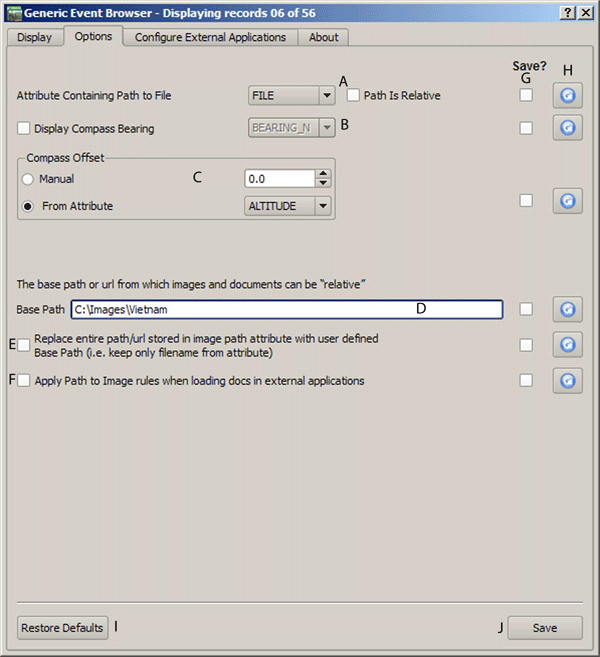 Generic Event Browser - Displaying records 06 of 56
Display Options Configure External Applications About
Save?
A G H
Attribute Containing Path to File FILE Path Is Relative
Display Compass Bearing BEARING_N B
Compass Offset
Manual C 0.0
From Attribute ALTITUDE
The base path or url from which images and documents can be "relative"
Base Path C:\Images\Vietnam D
E Replace entire path/url stored in image path attribute with user defined
Base Path (i.e. keep only filename from attribute)
F Apply Path to Image rules when loading docs in external applications
Restore Defaults I J Save